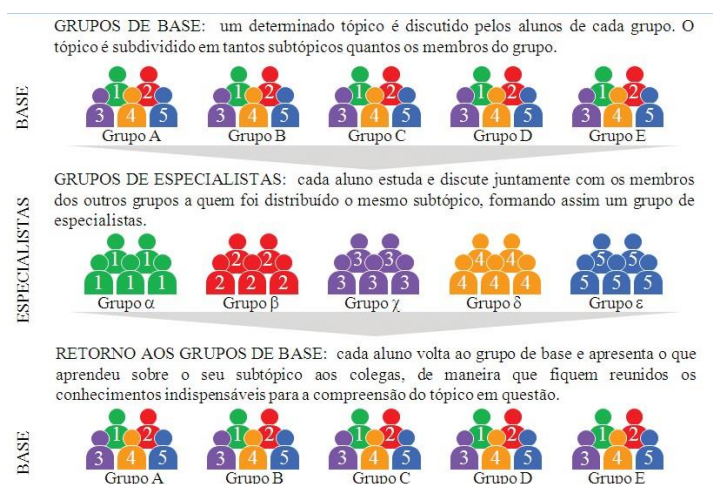 GRUPOS DE BASE: um determinado tópico é discutido pelos alunos de cada grupo. O
tópico é subdividido em tantos subtópicos quantos os membros do grupo.
BASE
1 2 1 2 1 2 1 2 1 2
3 4 5 3 4 5 3 4 5 3 4 5 3 4 5
Grupo A Grupo B Grupo C Grupo D Grupo E
GRUPOS DE ESPECIALISTAS: cada aluno estuda e discute juntamente com os membros
dos outros grupos a quem foi distribuído o mesmo subtópico, formando assim um grupo de
especialistas.
ESPECIALISTAS
1 1 2 2 3 3 4 4 5 5
1 1 1 2 2 2 3 3 3 4 4 4 5 5 5
Grupo α Grupo β Grupo χ Grupo δ Grupo ε
RETORNO AOS GRUPOS DE BASE: cada aluno volta ao grupo de base e apresenta o que
aprendeu sobre o seu subtópico aos colegas, de maneira que fiquem reunidos os
conhecimentos indispensáveis para a compreensão do tópico em questão.
BASE
1 2 1 2 1 2 1 2 1 2
3 4 5 3 4 5 3 4 5 3 4 5 3 4 5
Grupo A Grupo B Grupo C Grupo D Grupo E